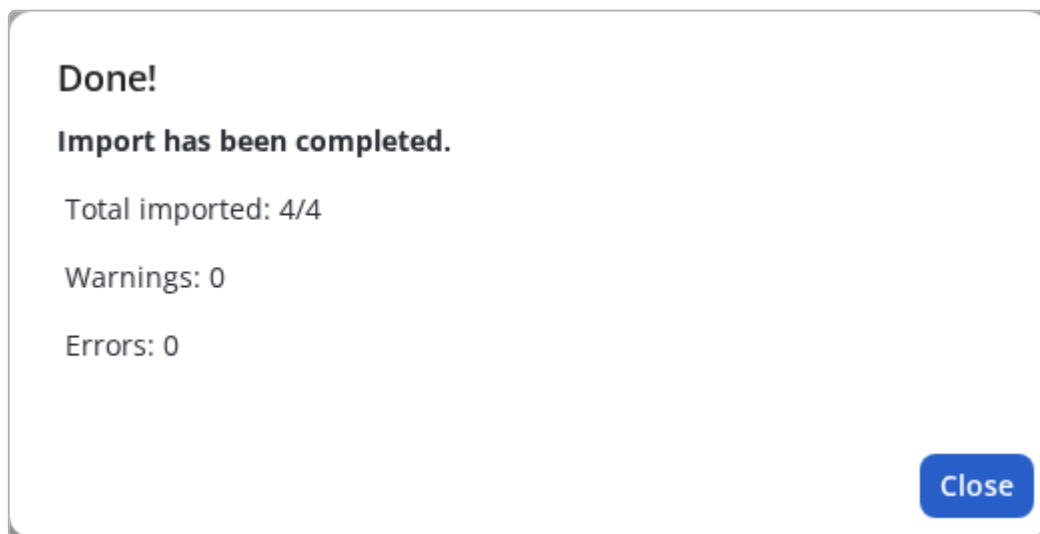 Done!
Import has been completed.
Total imported: 4/4
Warnings: 0
Errors: 0
Close